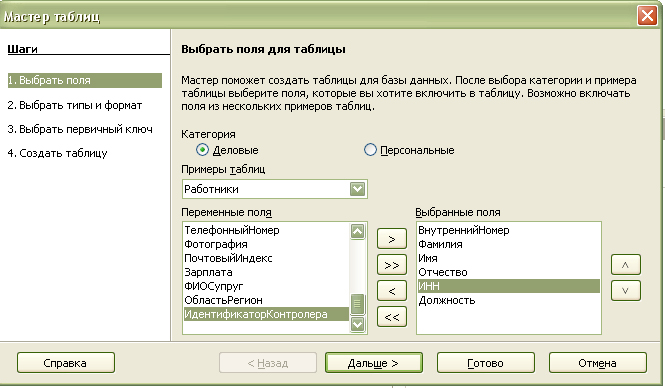 Мастер таблиц
Шаги
1. Выбрать поля
2. Выбрать типы и формат
3. Выбрать первичный ключ
4. Создать таблицу
Выбрать поля для таблицы
Мастер поможет создать таблицы для базы данных. После выбора категории и примера
таблицы выберите поля, которые вы хотите включить в таблицу. Возможно включать
поля из нескольких примеров таблиц.
Категория
Деловые
Персональные
Примеры таблиц
Работники
Переменные поля
ТелефонныйНомер
Фотография
ПочтовыйИндекс
Зарплата
ФИОСупруг
ОбластьРегион
ИдентификаторКонтролера
>
>>
<
<<
Выбранные поля
ВнутреннийНомер
Фамилия
Имя
Отчество
ИНН
Должность
Справка
< Назад
Дальше >
Готово
Отмена